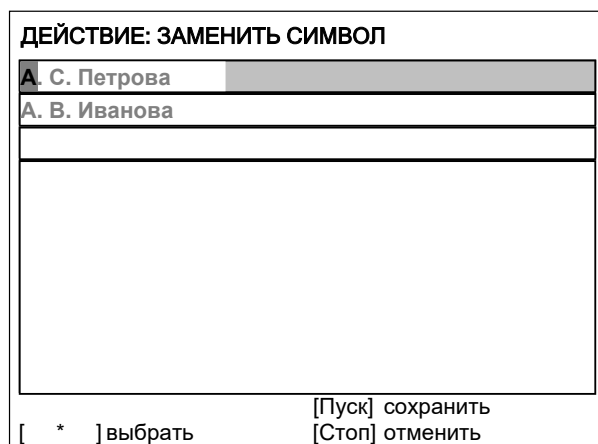 ДЕЙСТВИЕ: ЗАМЕНИТЬ СИМВОЛ
А. С. Петрова
А. В. Иванова
[Пуск] сохранить
[ * ] выбрать [Стоп] отменить